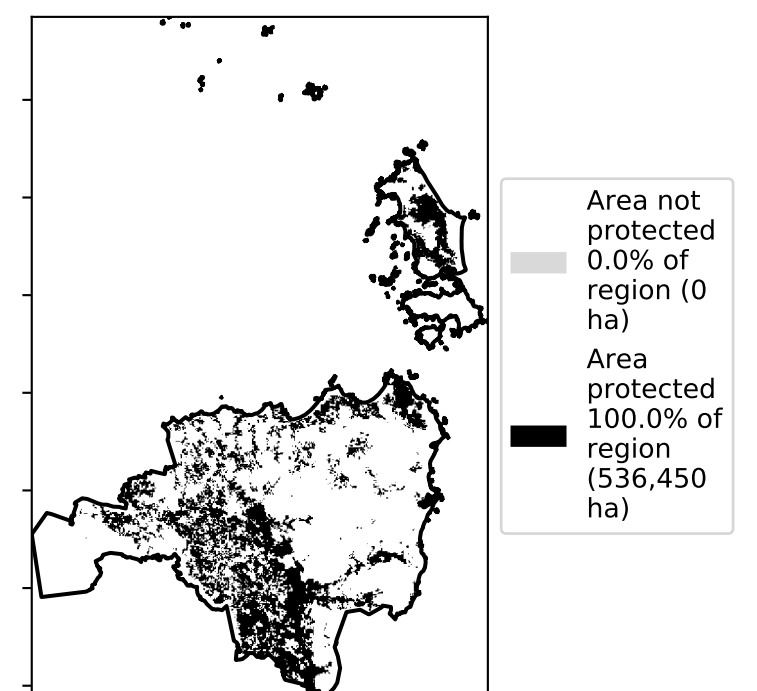 Area not
protected
0.0% of
region (0
ha)
Area
protected
100.0% of
region
(536,450
ha)